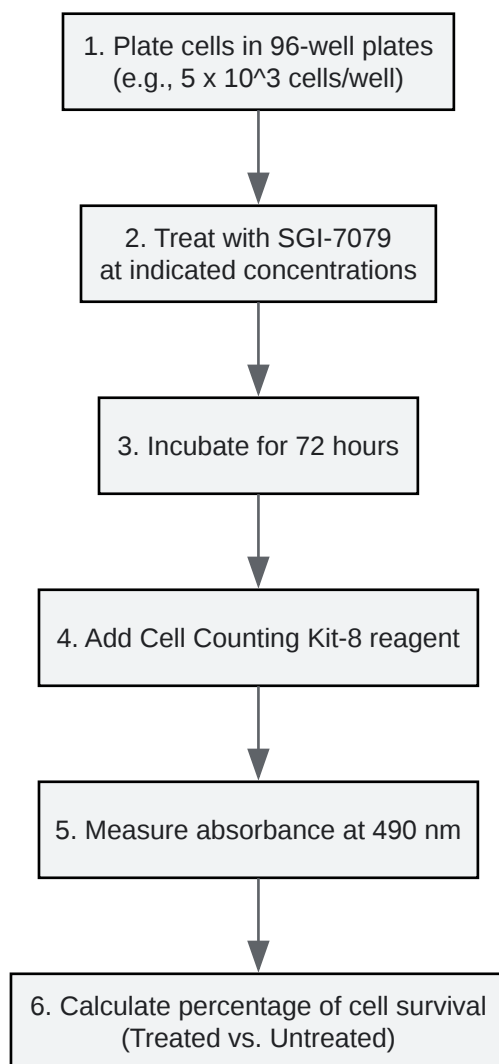 1. Plate cells in 96-well plates
(e.g., 5 x 10^3 cells/well)
2. Treat with SGI-7079
at indicated concentrations
3. Incubate for 72 hours
4. Add Cell Counting Kit-8 reagent
5. Measure absorbance at 490 nm
6. Calculate percentage of cell survival
(Treated vs. Untreated)